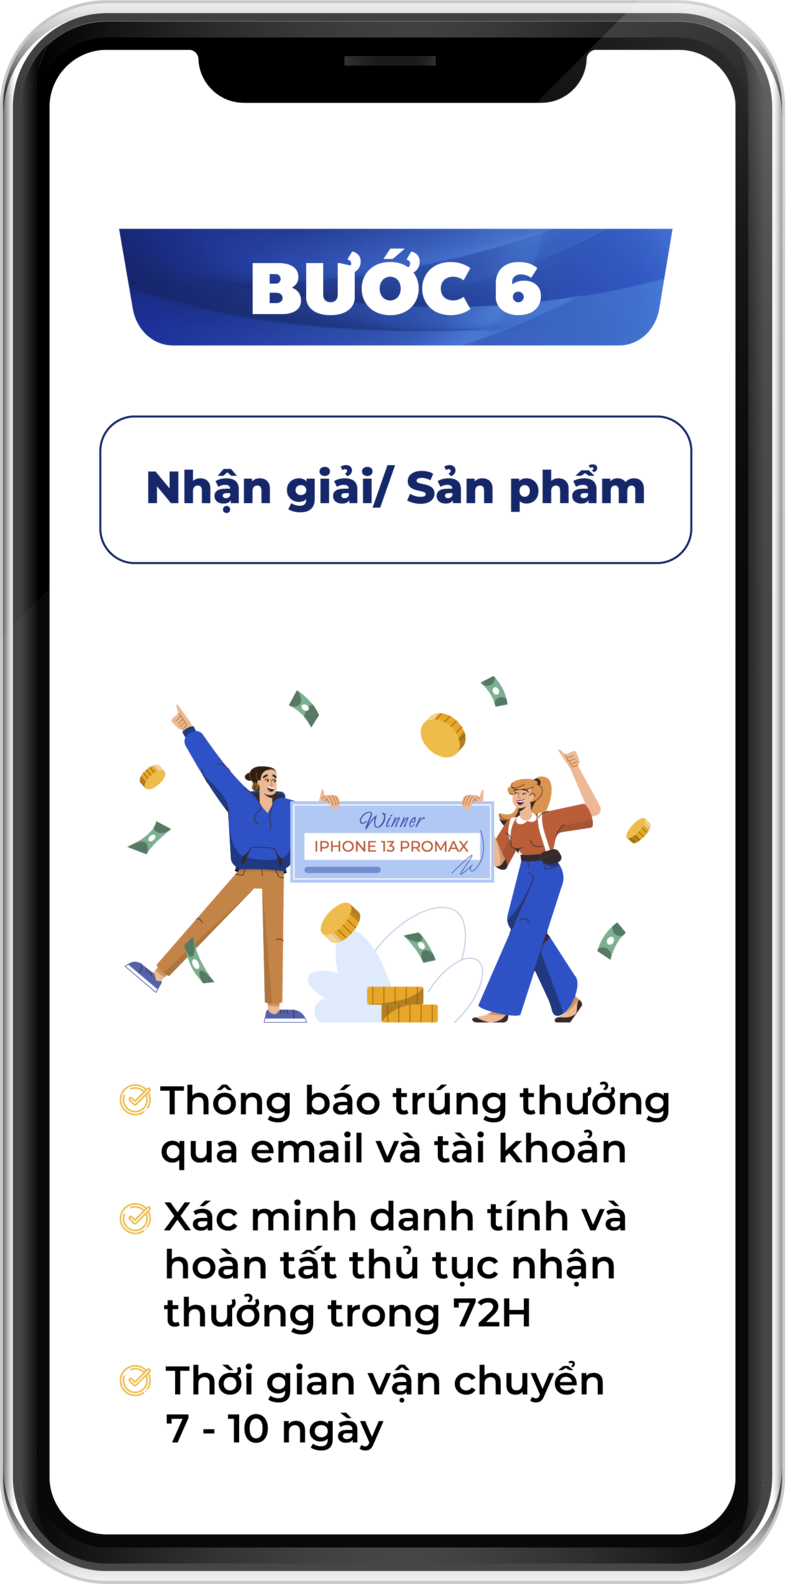 BƯỚC 6
Nhận giải/ Sản phẩm
Winner
IPHONE 13 PROMAX
Thông báo trúng thưởng
qua email và tài khoản
Xác minh danh tính và
hoàn tất thủ tục nhận
thưởng trong 72H
Thời gian vận chuyển
7 - 10 ngày